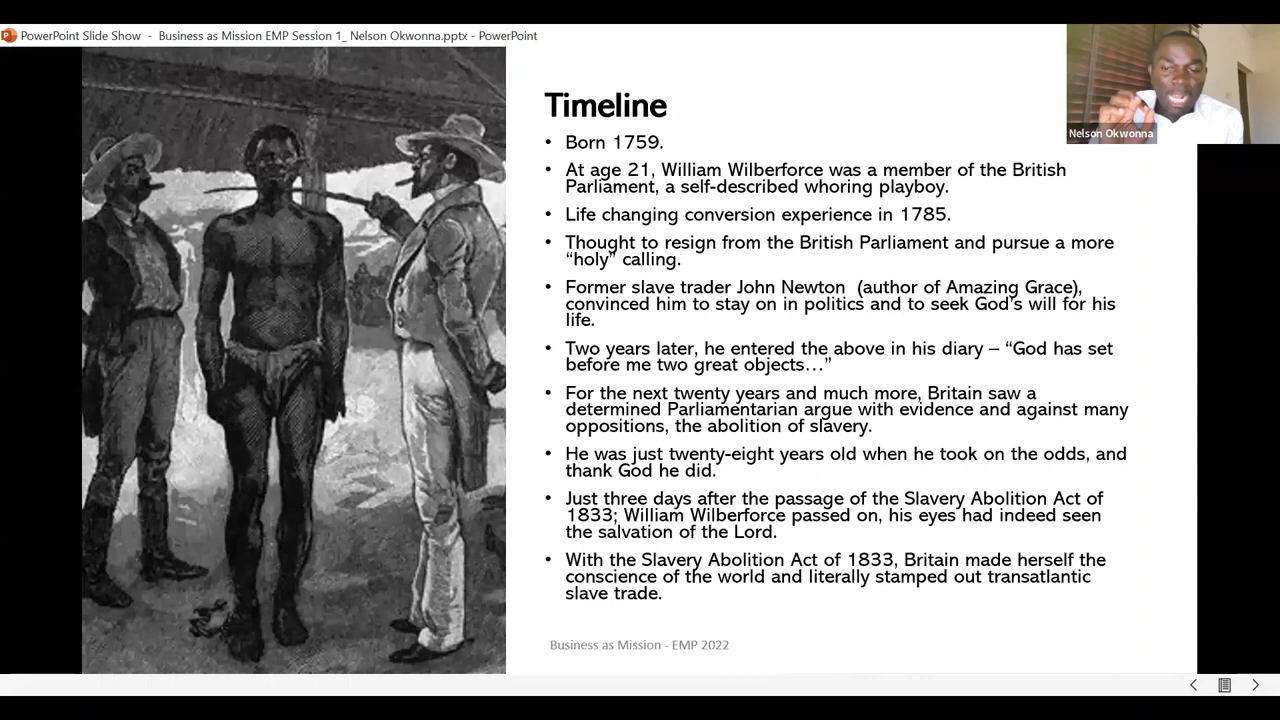 PowerPoint Slide Show - Business as Mission EMP Session 1_ Nelson Okwonna.pptx - PowerPoint
Nelson Okwonna
Timeline
• Born 1759.
• At age 21, William Wilberforce was a member of the British
Parliament, a self-described whoring playboy.
• Life changing conversion experience in 1785.
• Thought to resign from the British Parliament and pursue a more
“holy” calling.
• Former slave trader John Newton (author of Amazing Grace),
convinced him to stay on in politics and to seek God’s will for his
life.
• Two years later, he entered the above in his diary – “God has set
before me two great objects…”
• For the next twenty years and much more, Britain saw a
determined Parliamentarian argue with evidence and against many
oppositions, the abolition of slavery.
• He was just twenty-eight years old when he took on the odds, and
thank God he did.
• Just three days after the passage of the Slavery Abolition Act of
1833; William Wilberforce passed on, his eyes had indeed seen
the salvation of the Lord.
• With the Slavery Abolition Act of 1833, Britain made herself the
conscience of the world and literally stamped out transatlantic
slave trade.
Business as Mission - EMP 2022